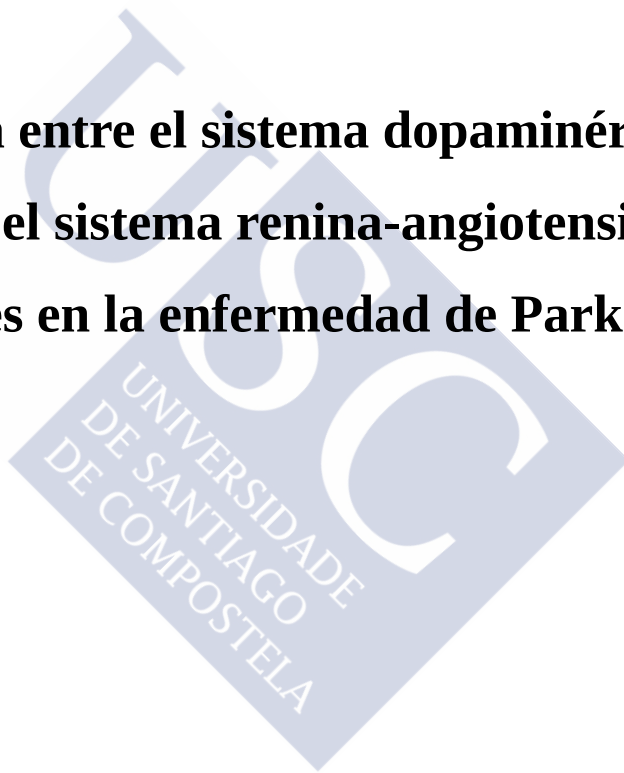 entre el sistema dopaminér
el sistema renina-angiotensi
en la enfermedad de Park
USC
UNIVERSIDADE
DE SANTIAGO
DE COMPOSTELA